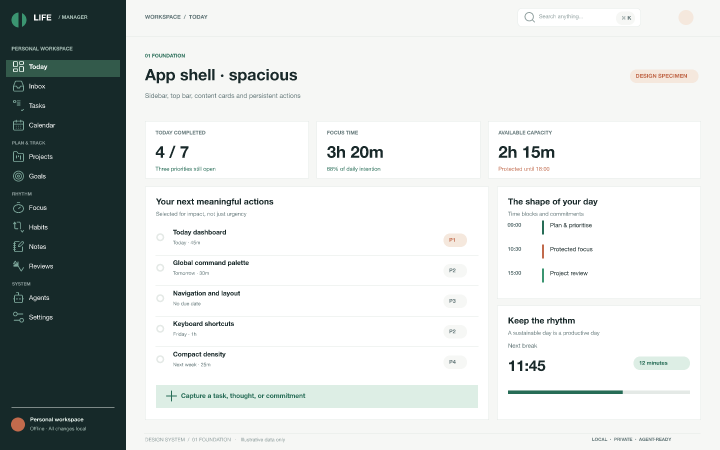 LIFE / MANAGER
PERSONAL WORKSPACE
Today
Inbox
Tasks
Calendar
PLAN & TRACK
Projects
Goals
RHYTHM
Focus
Habits
Notes
Reviews
SYSTEM
Agents
Settings
Personal workspace
Offline · All changes local
WORKSPACE / TODAY
Search anything...
⌘ K
01 FOUNDATION
App shell · spacious
DESIGN SPECIMEN
Sidebar, top bar, content cards and persistent actions
TODAY COMPLETED
4 / 7
Three priorities still open
FOCUS TIME
3h 20m
88% of daily intention
AVAILABLE CAPACITY
2h 15m
Protected until 18:00
Your next meaningful actions
Selected for impact, not just urgency
Today dashboard
Today · 45m
P1
Global command palette
Tomorrow · 30m
P2
Navigation and layout
No due date
P3
Keyboard shortcuts
Friday · 1h
P2
Compact density
Next week · 25m
P4
Capture a task, thought, or commitment
The shape of your day
Time blocks and commitments
09:00 Plan & prioritise
10:30 Protected focus
15:00 Project review
Keep the rhythm
A sustainable day is a productive day
Next break
11:45
12 minutes
DESIGN SYSTEM / 01 FOUNDATION · Illustrative data only
LOCAL · PRIVATE · AGENT-READY